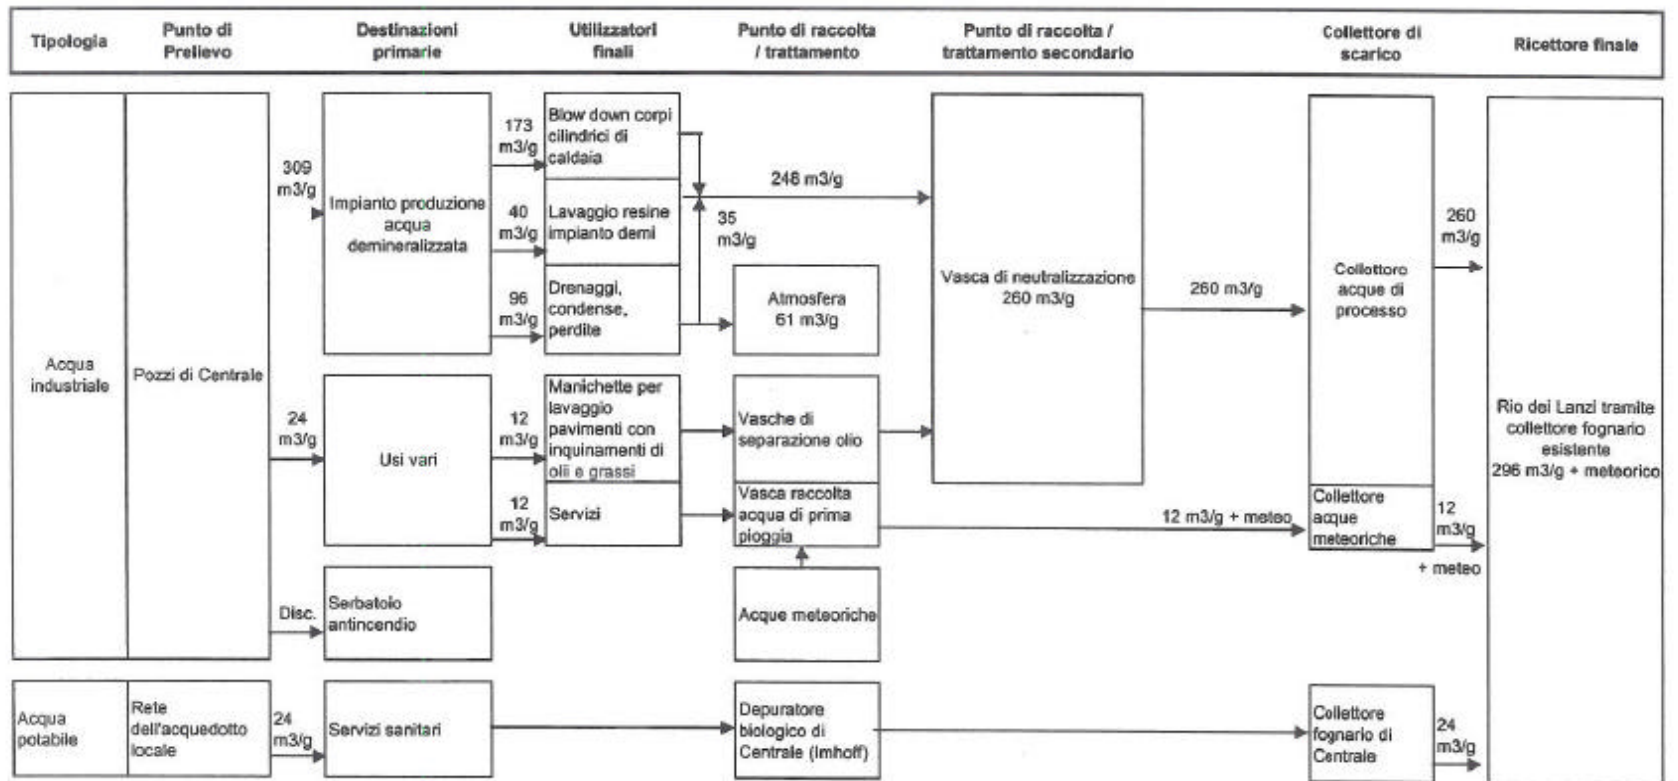 Tipologia
Punto di
Prelievo
Destinazioni
primarie
Utilizzatori
finali
Punto di raccolta
/ trattamento
Punto di raccolta /
trattamento secondario
Collettore di
scarico
Ricettore finale
Acqua
industriale
Pozzi di Centrale
309
m3/g
Impianto produzione
acqua
demineralizzata
173
m3/g
Blow down corpi
cilindrici di
caldaia
40
m3/g
Lavaggio resine
impianto demi
96
m3/g
Drenaggi,
condense,
perdite
248 m3/g
35
m3/g
Atmosfera
61 m3/g
Vasca di neutralizzazione
260 m3/g
260 m3/g
Collettore
acque di
processo
260
m3/g
24
m3/g
Usi vari
12
m3/g
Manichette per
lavaggio
pavimenti con
inquinamenti di
olii e grassi
Vasche di
separazione olio
12
m3/g
Servizi
Vasca raccolta
acqua di prima
pioggia
12 m3/g + meteo
Collettore
acque
meteoriche
12
m3/g
+ meteo
Rio dei Lanzi tramite
collettore fognario
esistente
296 m3/g + meteorico
Disc.
Serbatoio
antincendio
Acque meteoriche
Acqua
potabile
Rete
dell'acquedotto
locale
24
m3/g
Servizi sanitari
Depuratore
biologico di
Centrale (Imhoff)
Collettore
fognario di
Centrale
24
m3/g